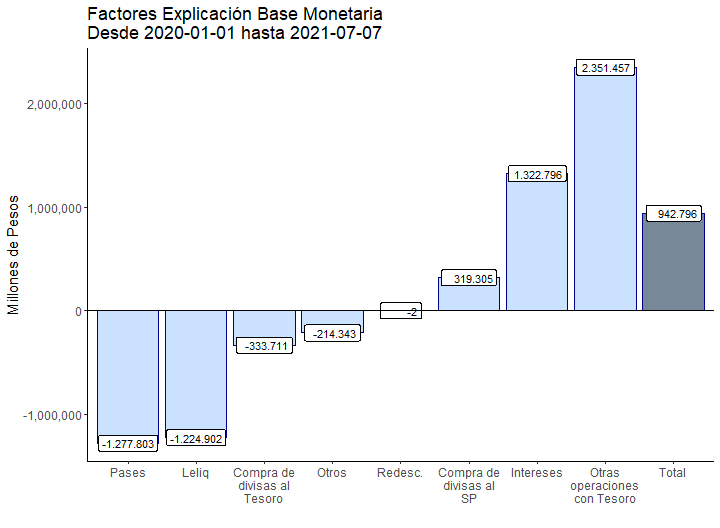 Factores Explicación Base Monetaria
Desde 2020-01-01 hasta 2021-07-07
Millones de Pesos
2,000,000
1,000,000
0
-1,000,000
-1.277.803
-1.224.902
-333.711
-214.343
-2
319.305
1.322.796
2.351.457
942.796
Pases
Leliq
Compra de
divisas al
Tesoro
Otros
Redesc.
Compra de
divisas al
SP
Intereses
Otras
operaciones
con Tesoro
Total